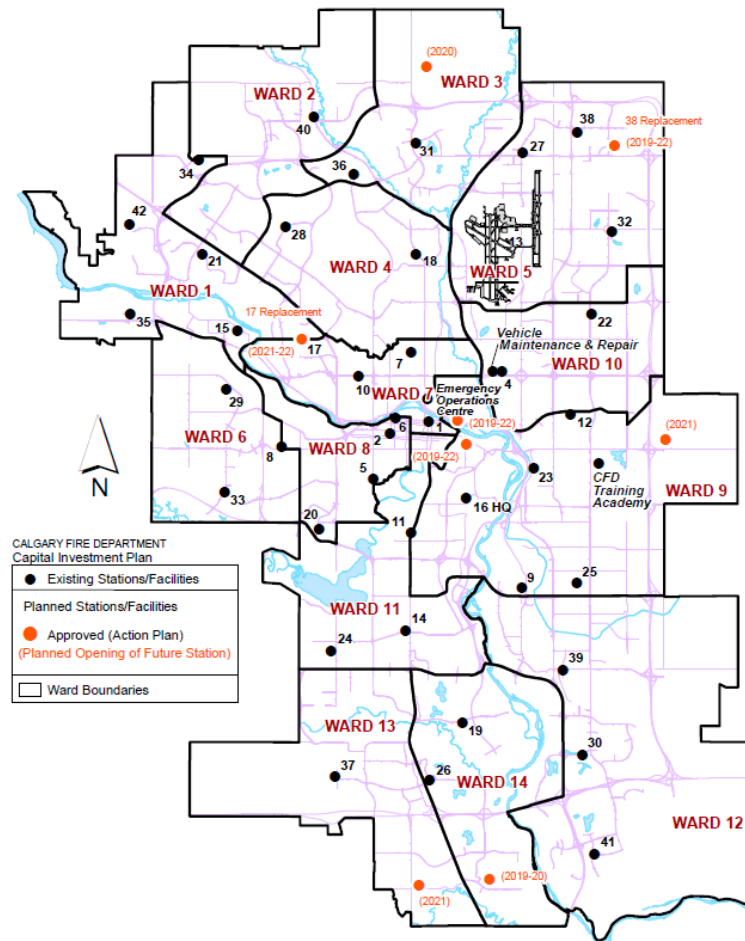 (2020)
WARD 3
WARD 2
40
38 Replacement
38
(2019-22)
31
27
34
36
42
28
32
13
21
18
WARD 4
WARD 5
WARD 1
35
15
17 Replacement
(2021-22)
17
22
Vehicle
Maintenance & Repair
7
4
WARD 10
10
WARD 7
Emergency
Operations
Centre
29
6
1
(2019-22)
12
(2021)
2
WARD 8
(2019-22)
WARD 6
8
5
23
CFD
Training
Academy
WARD 9
33
16 HQ
N
20
11
CALGARY FIRE DEPARTMENT
Capital Investment Plan
Existing Stations/Facilities
Planned Stations/Facilities
Approved (Action Plan)
(Planned Opening of Future Station)
Ward Boundaries
9
25
WARD 11
14
24
39
WARD 13
19
30
37
26
WARD 14
WARD 12
41
(2019-20)
(2021)